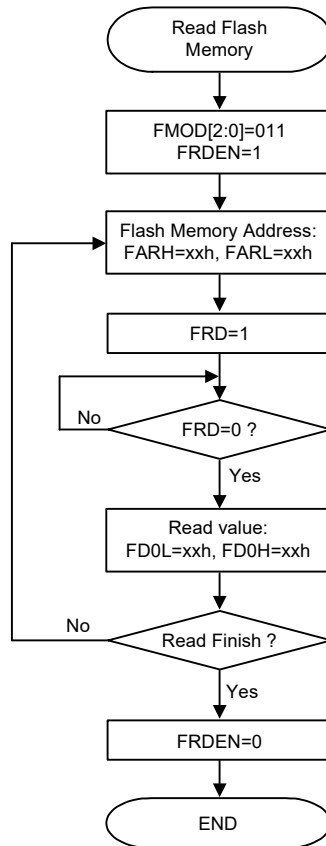 Read Flash
Memory
FMOD[2:0]=011
FRDEN=1
Flash Memory Address:
FARH=xxh, FARL=xxh
FRD=1
No
FRD=0 ?
Yes
Read value:
FD0L=xxh, FD0H=xxh
No
Read Finish ?
Yes
FRDEN=0
END